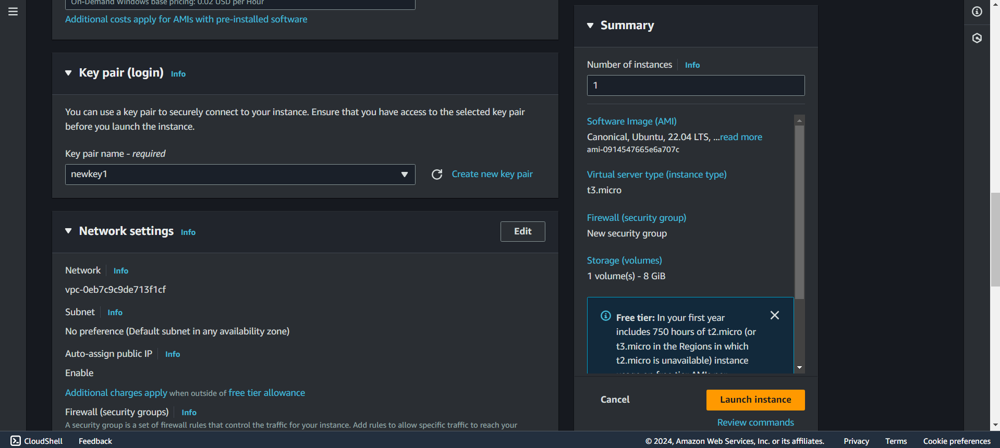 On-Demand Windows base pricing: 0.02 USD per Hour
Additional costs apply for AMIs with pre-installed software
Key pair (login) Info
You can use a key pair to securely connect to your instance. Ensure that you have access to the selected key pair
before you launch the instance.
Key pair name - required
newkey1
Create new key pair
Network settings Info
Edit
Network Info
vpc-0eb7c9c9de713f1cf
Subnet Info
No preference (Default subnet in any availability zone)
Auto-assign public IP Info
Enable
Additional charges apply when outside of free tier allowance
Firewall (security groups) Info
A security group is a set of firewall rules that control the traffic for your instance. Add rules to allow specific traffic to reach your
Summary
Number of instances Info
1
Software Image (AMI)
Canonical, Ubuntu, 22.04 LTS, ...read more
ami-0914547665e6a707c
Virtual server type (instance type)
t3.micro
Firewall (security group)
New security group
Storage (volumes)
1 volume(s) - 8 GiB
Free tier: In your first year
includes 750 hours of t2.micro (or
t3.micro in the Regions in which
t2.micro is unavailable) instance
usage on free tier AMIs per
Cancel
Launch instance
Review commands
CloudShell
Feedback
© 2024, Amazon Web Services, Inc. or its affiliates.
Privacy
Terms
Cookie preferences